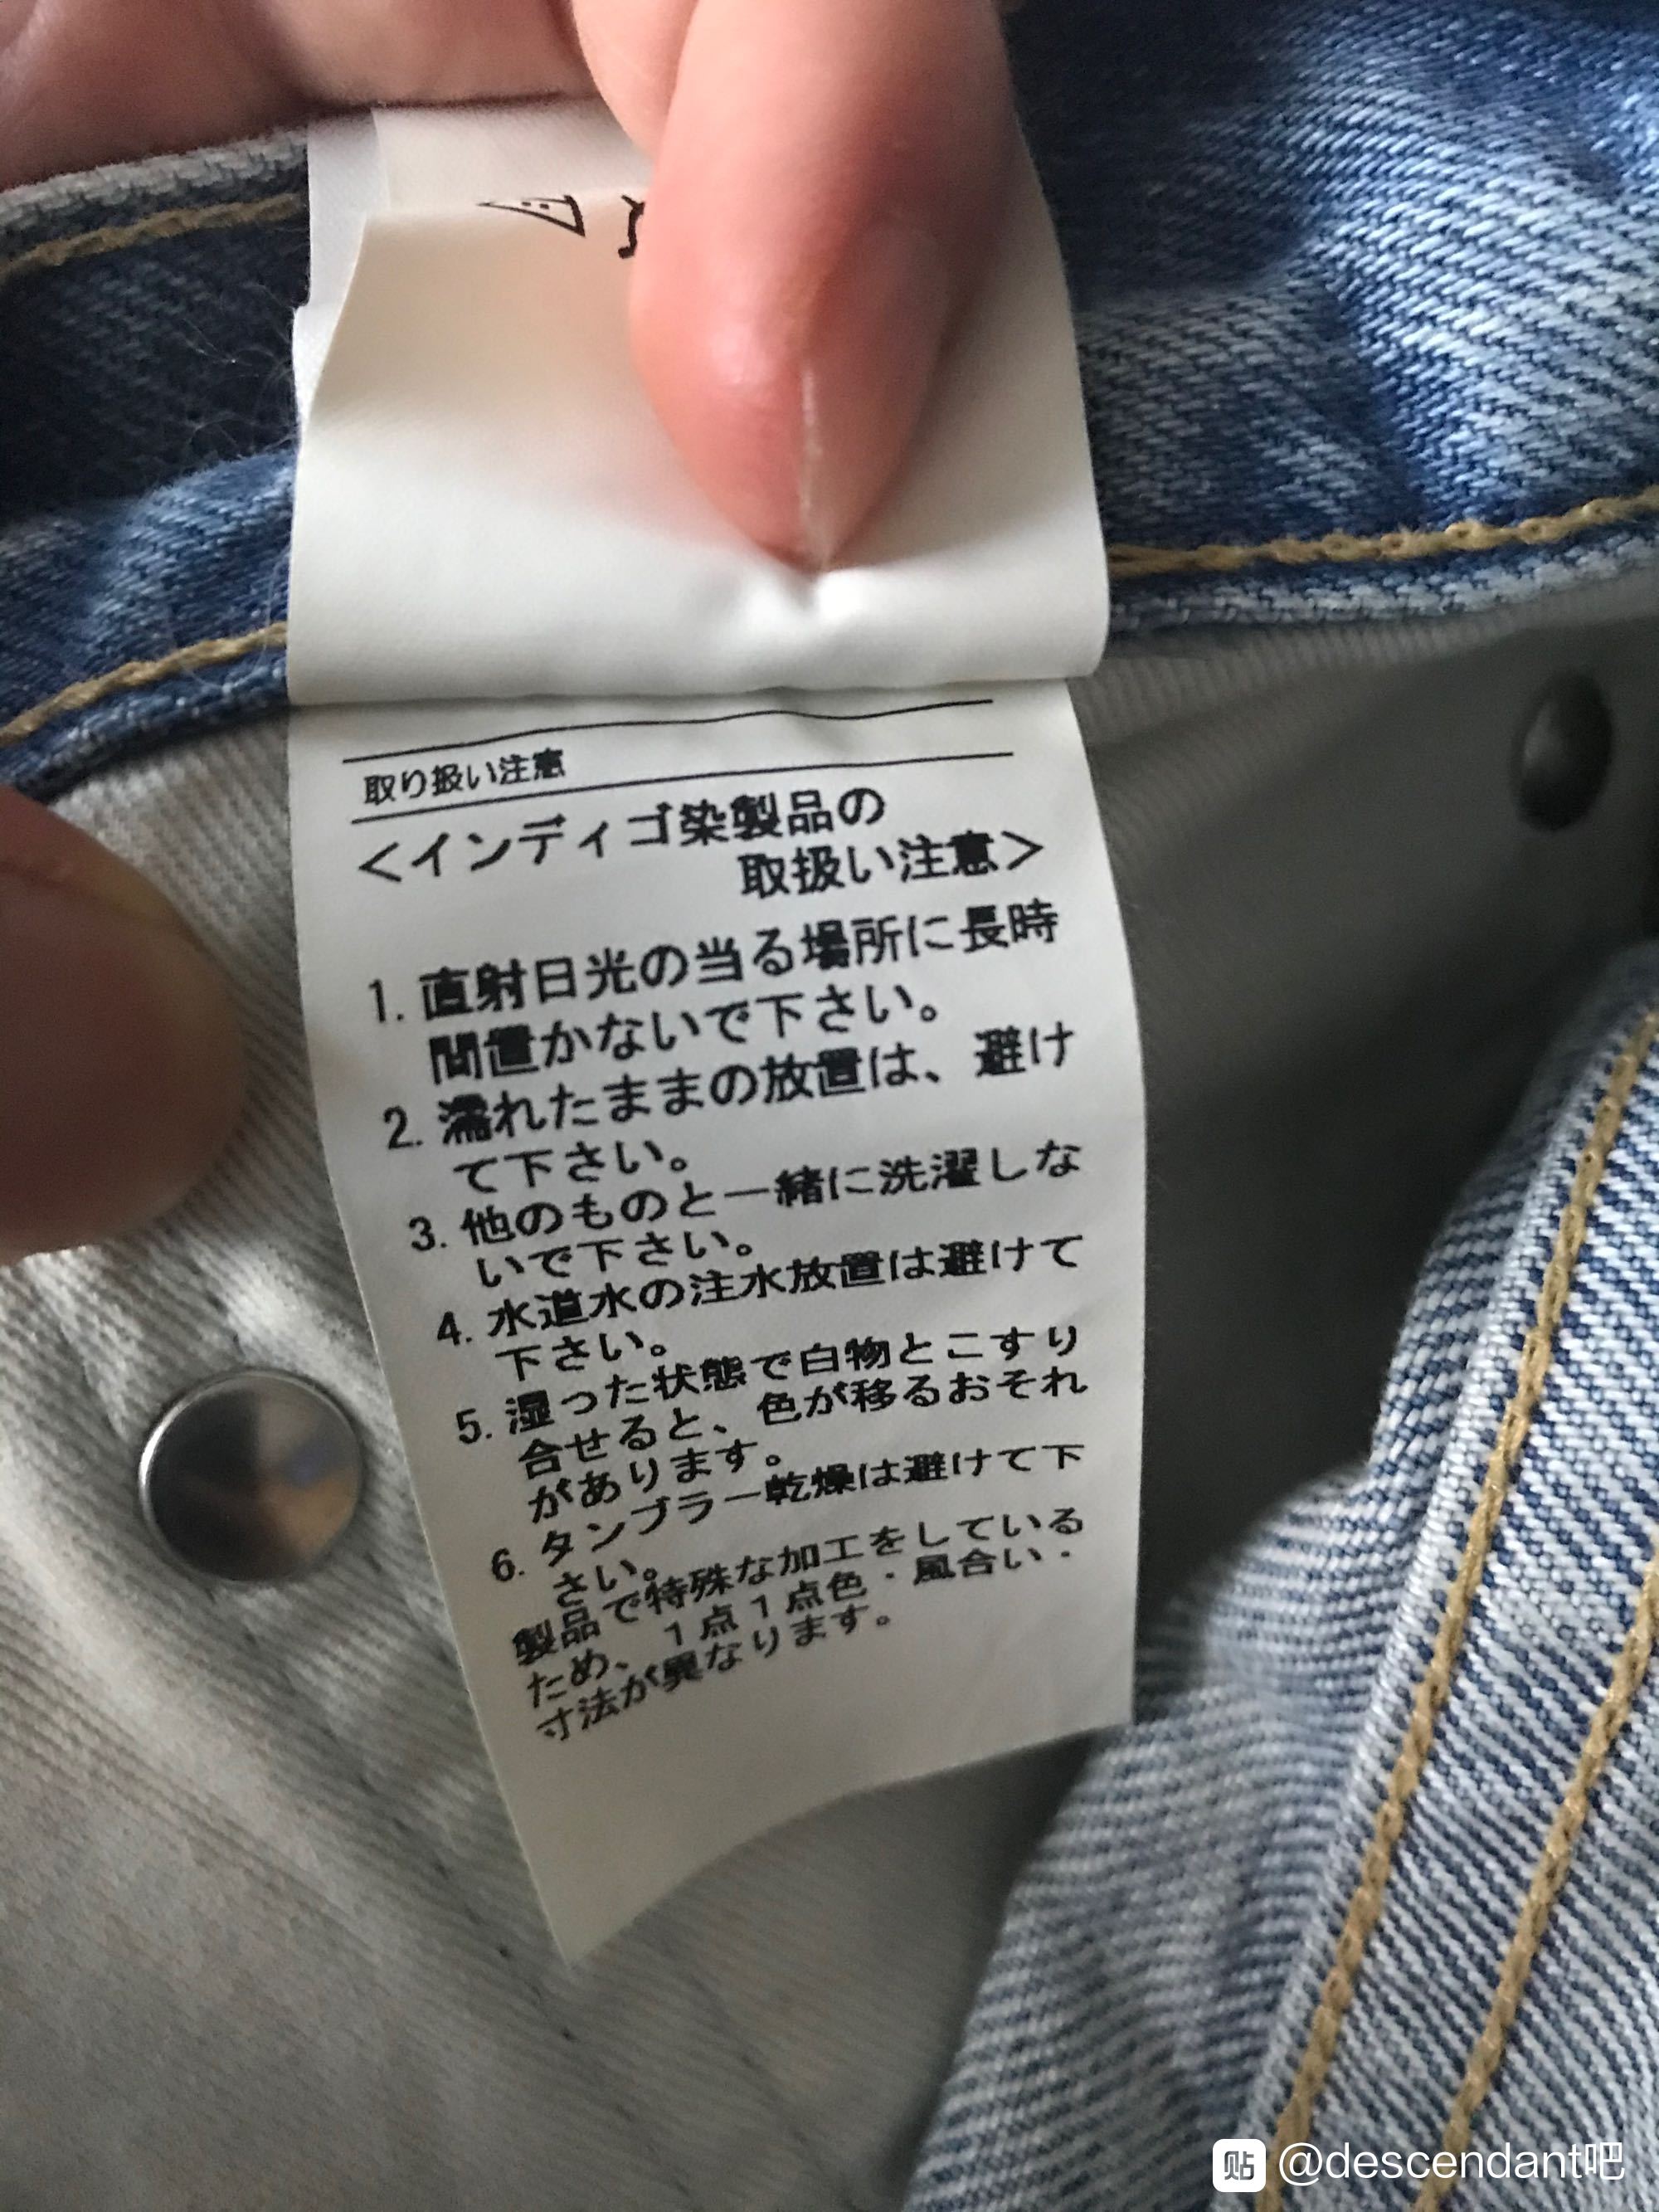 取り扱い注意
<インディゴ染製品の
取扱い注意>
1. 直射日光の当る場所に長時
間置かないで下さい。
2. 濡れたままの放置は、避け
て下さい。
3. 他のものと一緒に洗濯しな
いで下さい。
4. 水道水の注水放置は避けて
下さい。
5. 湿った状態で白物とこすり
合せると、色が移るおそれ
があります。
6. タンブラー乾燥は避けて下
さい。
製品で特殊な加工をしている
ため、1点1点色・風合い・
寸法が異なります。
贴 @descendant吧